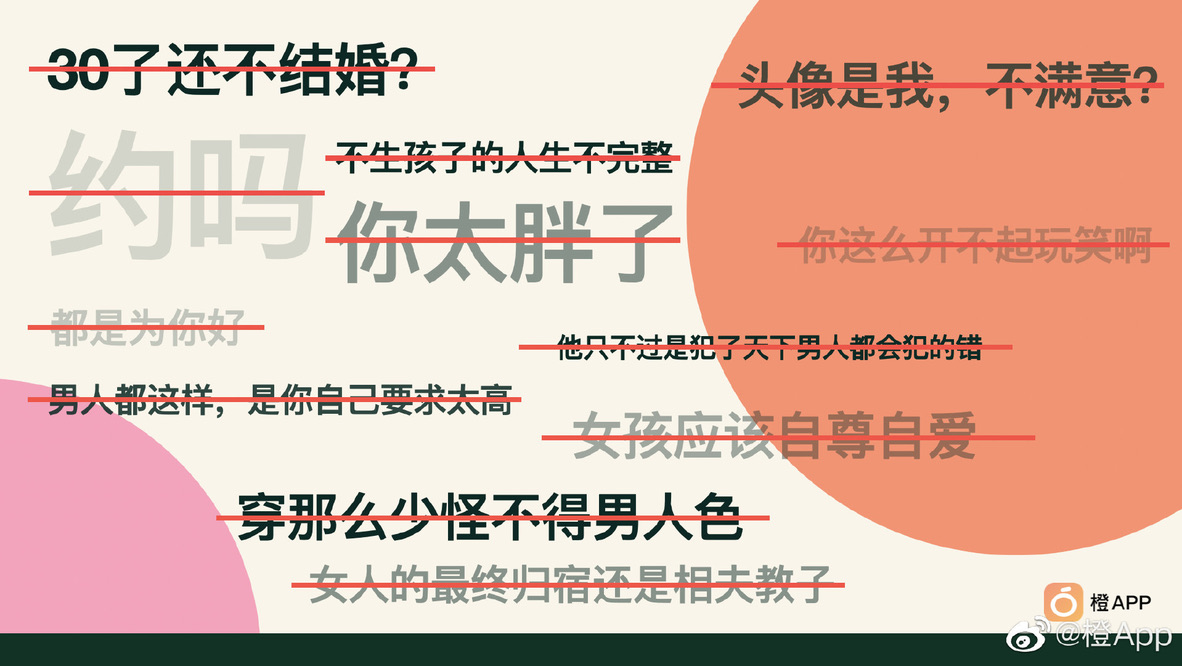 30了还不结婚?
头像是我，不满意?
约吗
不生孩子的人生不完整
你太胖了
你这么开不起玩笑啊
都是为你好
他只不过是犯了天下男人都会犯的错
男人都这样，是你自己要求太高
女孩应该自尊自爱
穿那么少怪不得男人色
女人的最终归宿还是相夫教子
橙APP
@橙App